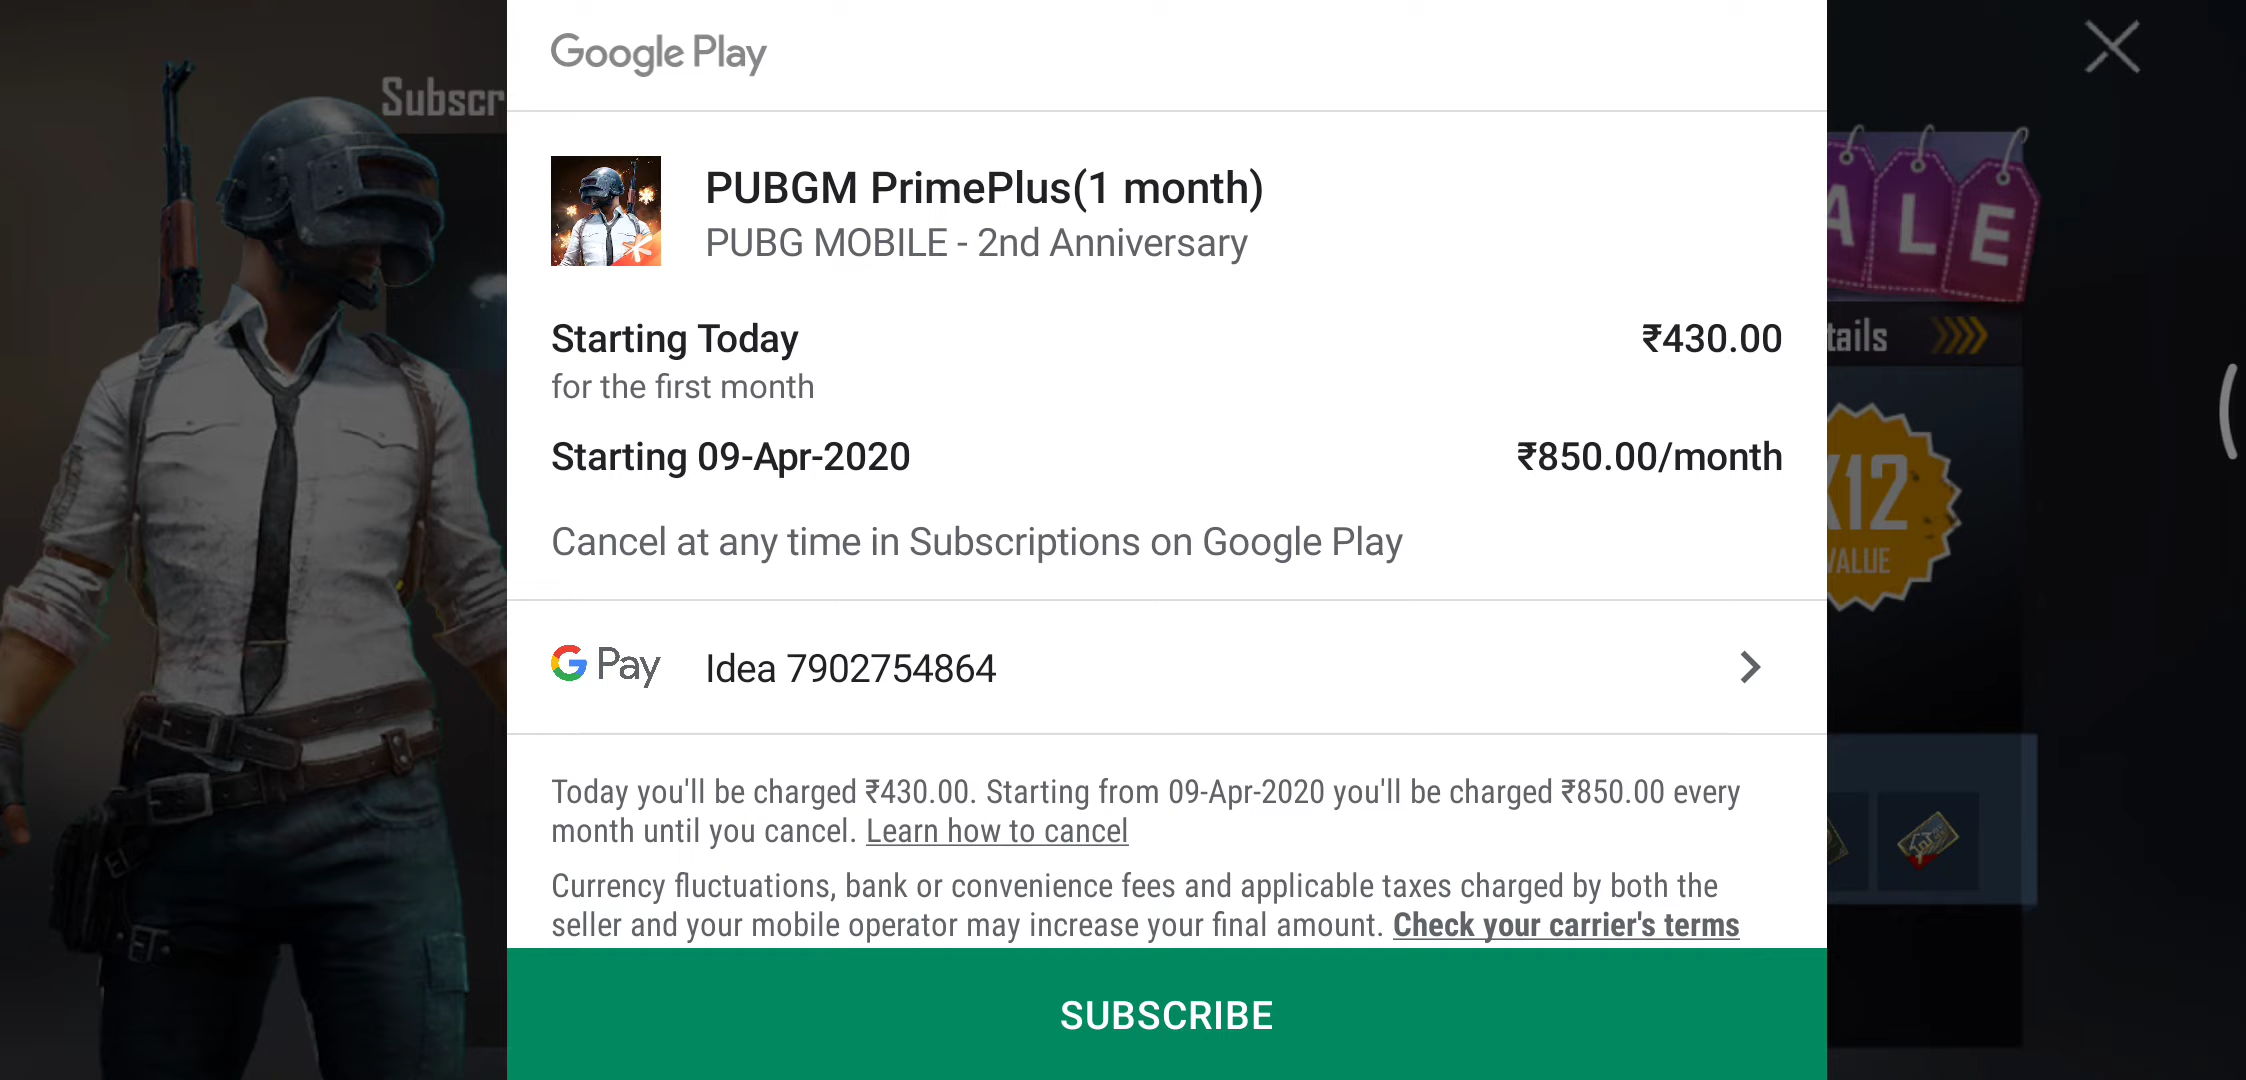 Google Play
Subscr
PUBGM PrimePlus(1 month)
PUBG MOBILE - 2nd Anniversary
ALE
Starting Today ₹430.00
tails
for the first month
Starting 09-Apr-2020 ₹850.00/month
X12
VALUE
Cancel at any time in Subscriptions on Google Play
G Pay Idea 7902754864
Today you'll be charged ₹430.00. Starting from 09-Apr-2020 you'll be charged ₹850.00 every
month until you cancel. Learn how to cancel
Currency fluctuations, bank or convenience fees and applicable taxes charged by both the
seller and your mobile operator may increase your final amount. Check your carrier's terms
SUBSCRIBE